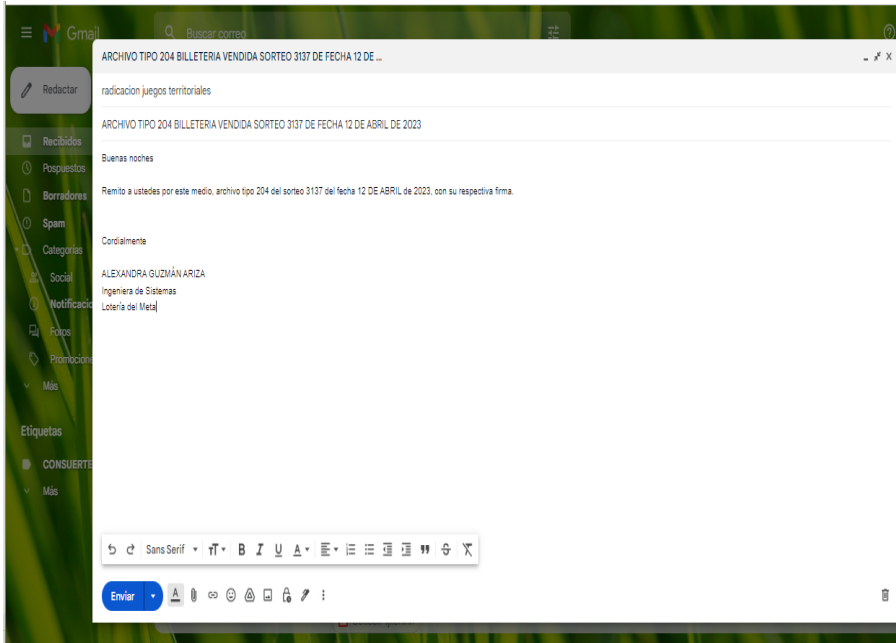 Gmail
Buscar correo
ARCHIVO TIPO 204 BILLETERIA VENDIDA SORTEO 3137 DE FECHA 12 DE ...
Redactar
radicacion juegos territoriales
ARCHIVO TIPO 204 BILLETERIA VENDIDA SORTEO 3137 DE FECHA 12 DE ABRIL DE 2023
Recibidos
Buenas noches
Pospuestos
Borradores
Remito a ustedes por este medio, archivo tipo 204 del sorteo 3137 del fecha 12 DE ABRIL de 2023, con su respectiva firma.
Spam
Categorías
Cordialmente
Social
ALEXANDRA GUZMÁN ARIZA
Ingeniera de Sistemas
Notificacio
Lotería del Meta
Foros
Promocione
Más
Etiquetas
CONSUERTE
Más
Sans Serif
Enviar